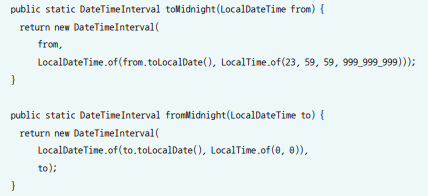 public static DateTimeInterval toMidnight(LocalDateTime from) {
return new DateTimeInterval(
from,
LocalDateTime.of(from.toLocalDate(), LocalTime.of(23, 59, 59, 999_999_999)));
}
public static DateTimeInterval fromMidnight(LocalDateTime to) {
return new DateTimeInterval(
LocalDateTime.of(to.toLocalDate(), LocalTime.of(0, 0)),
to);
}